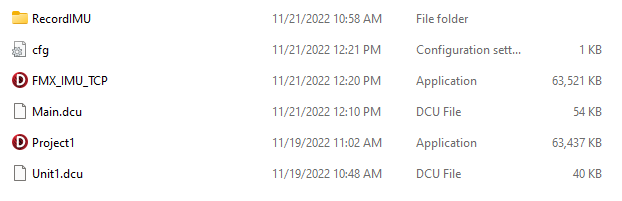 RecordIMU 11/21/2022 10:58 AM File folder
cfg 11/21/2022 12:21 PM Configuration sett... 1 KB
FMX_IMU_TCP 11/21/2022 12:20 PM Application 63,521 KB
Main.dcu 11/21/2022 12:10 PM DCU File 54 KB
Project1 11/19/2022 11:02 AM Application 63,437 KB
Unit1.dcu 11/19/2022 10:48 AM DCU File 40 KB